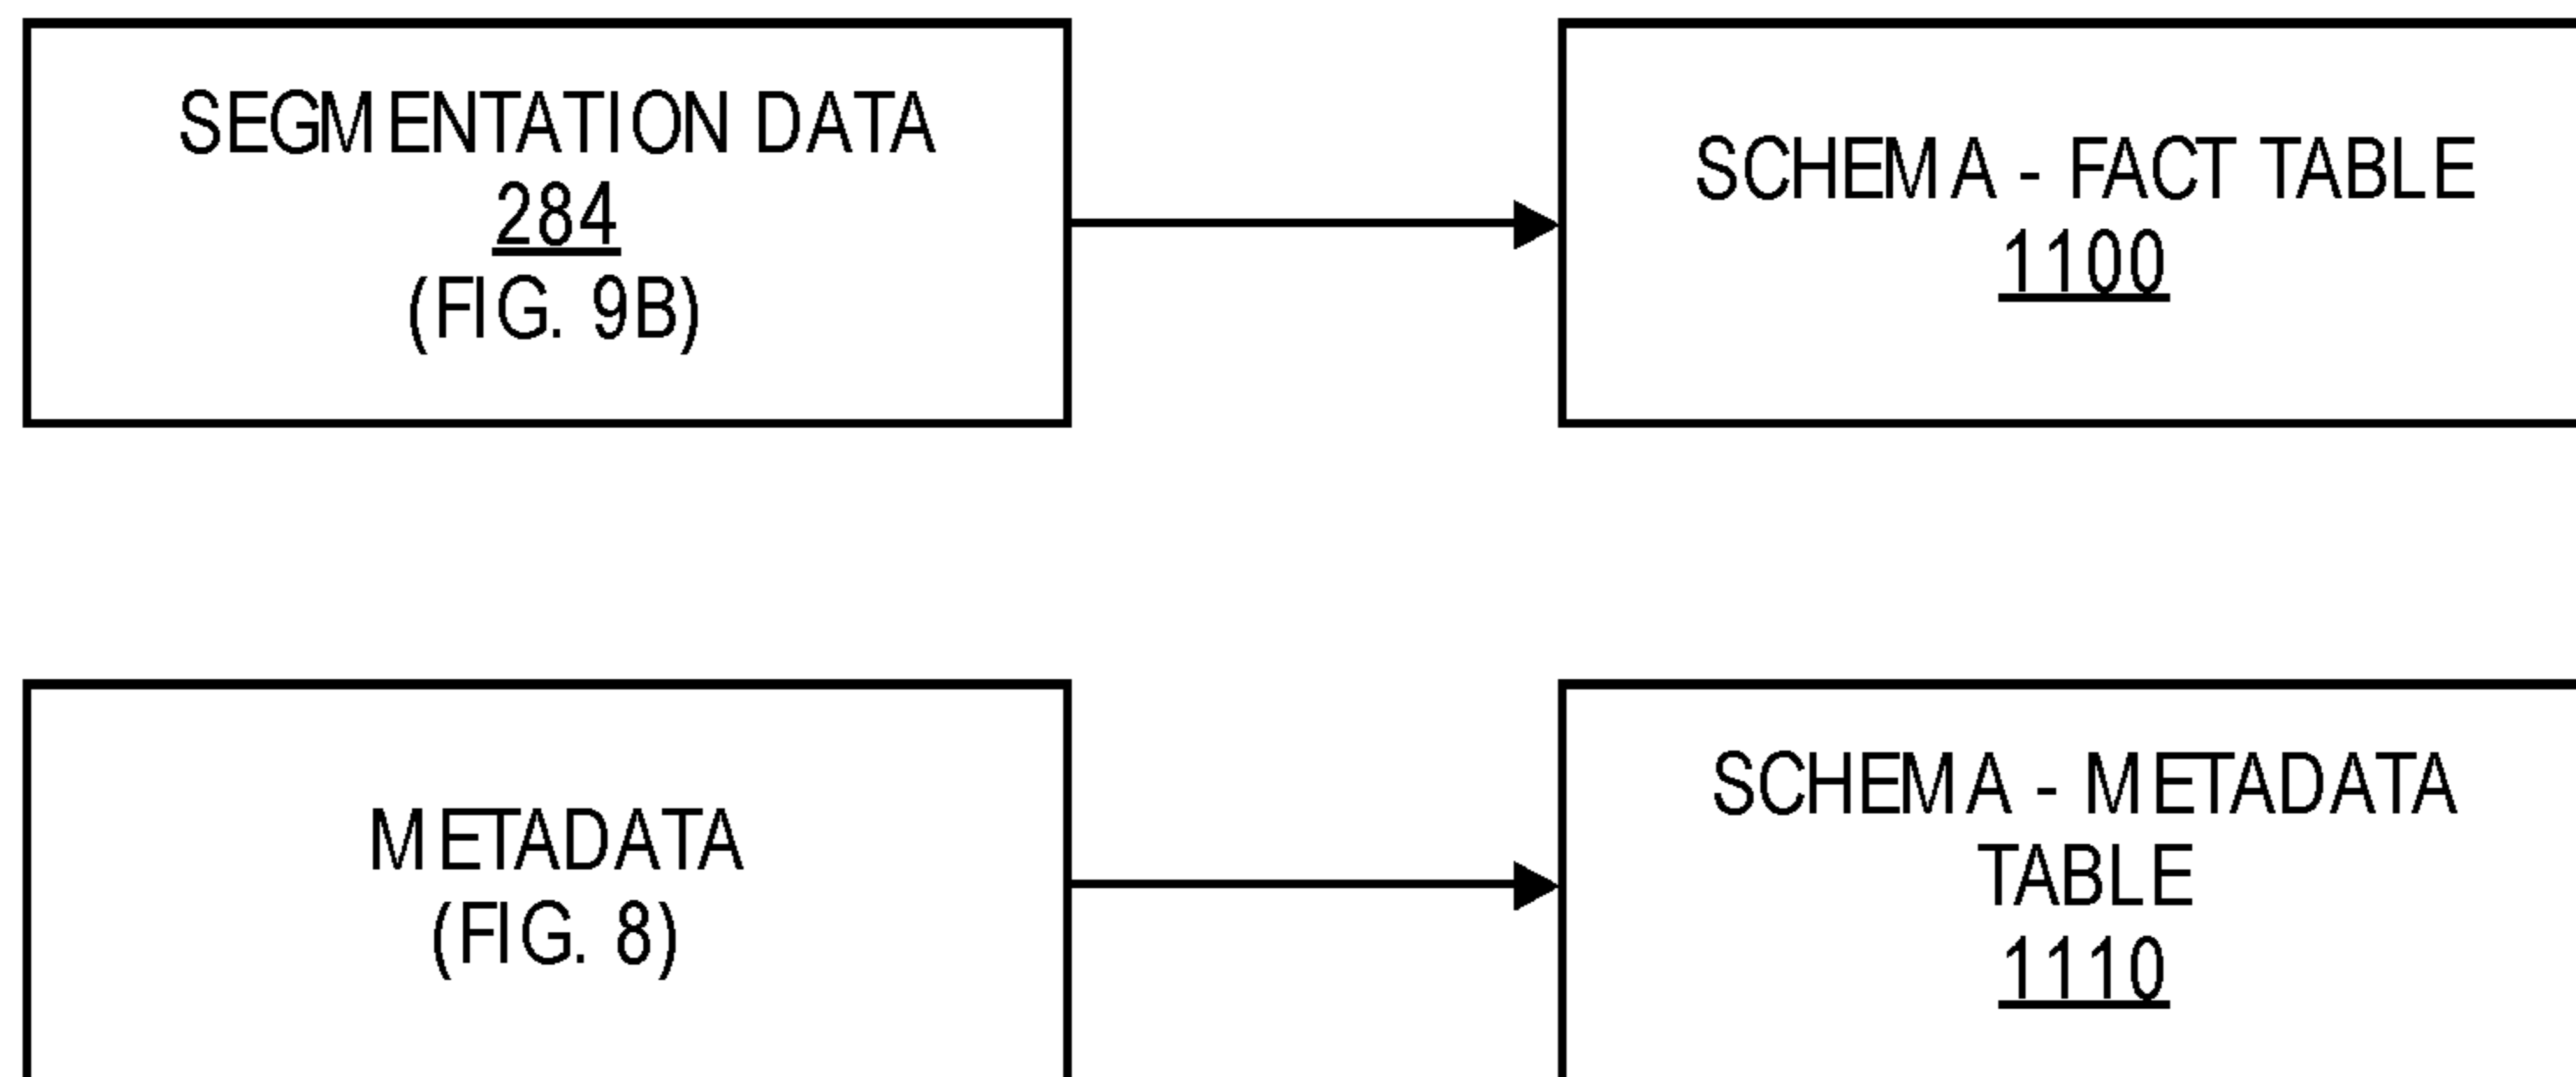 SEGMENTATION DATA
284
(FIG. 9B)
SCHEMA - FACT TABLE
1100
METADATA
(FIG. 8)
SCHEMA - METADATA
TABLE
1110